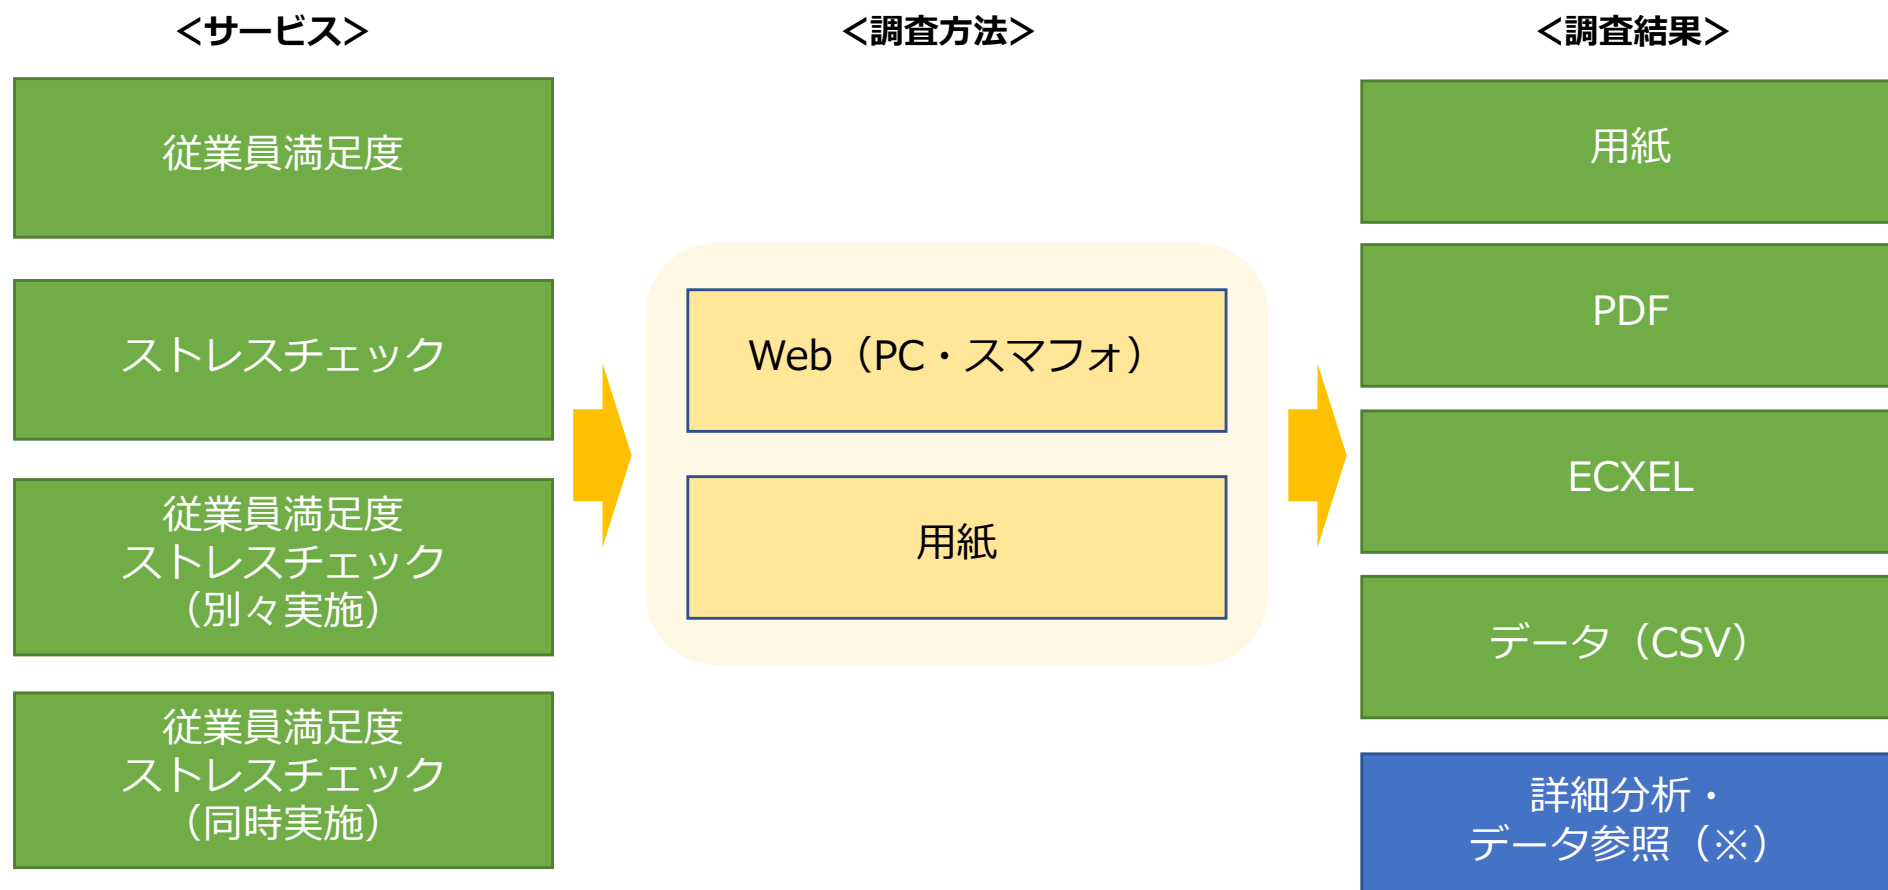 ＜サービス＞
従業員満足度
ストレスチェック
従業員満足度
ストレスチェック
（別々実施）
従業員満足度
ストレスチェック
（同時実施）
＜調査方法＞
Web（PC・スマフォ）
用紙
＜調査結果＞
用紙
PDF
ECXEL
データ（CSV）
詳細分析・
データ参照（※）